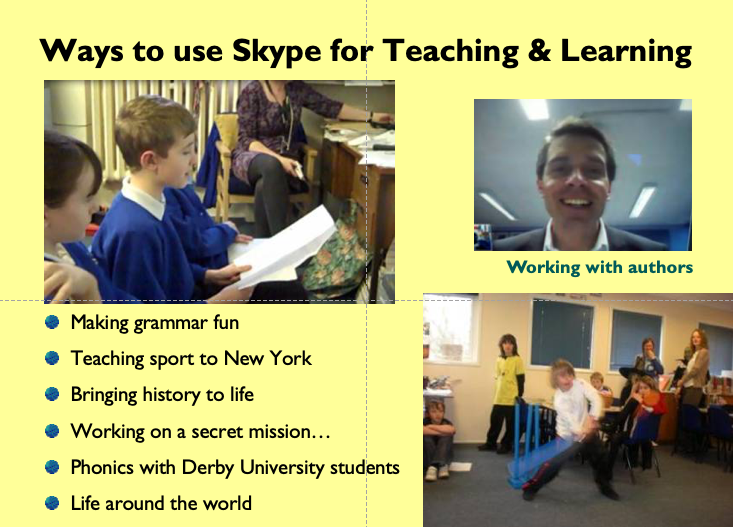 Ways to use Skype for Teaching & Learning
Working with authors
Making grammar fun
Teaching sport to New York
Bringing history to life
Working on a secret mission…
Phonics with Derby University students
Life around the world